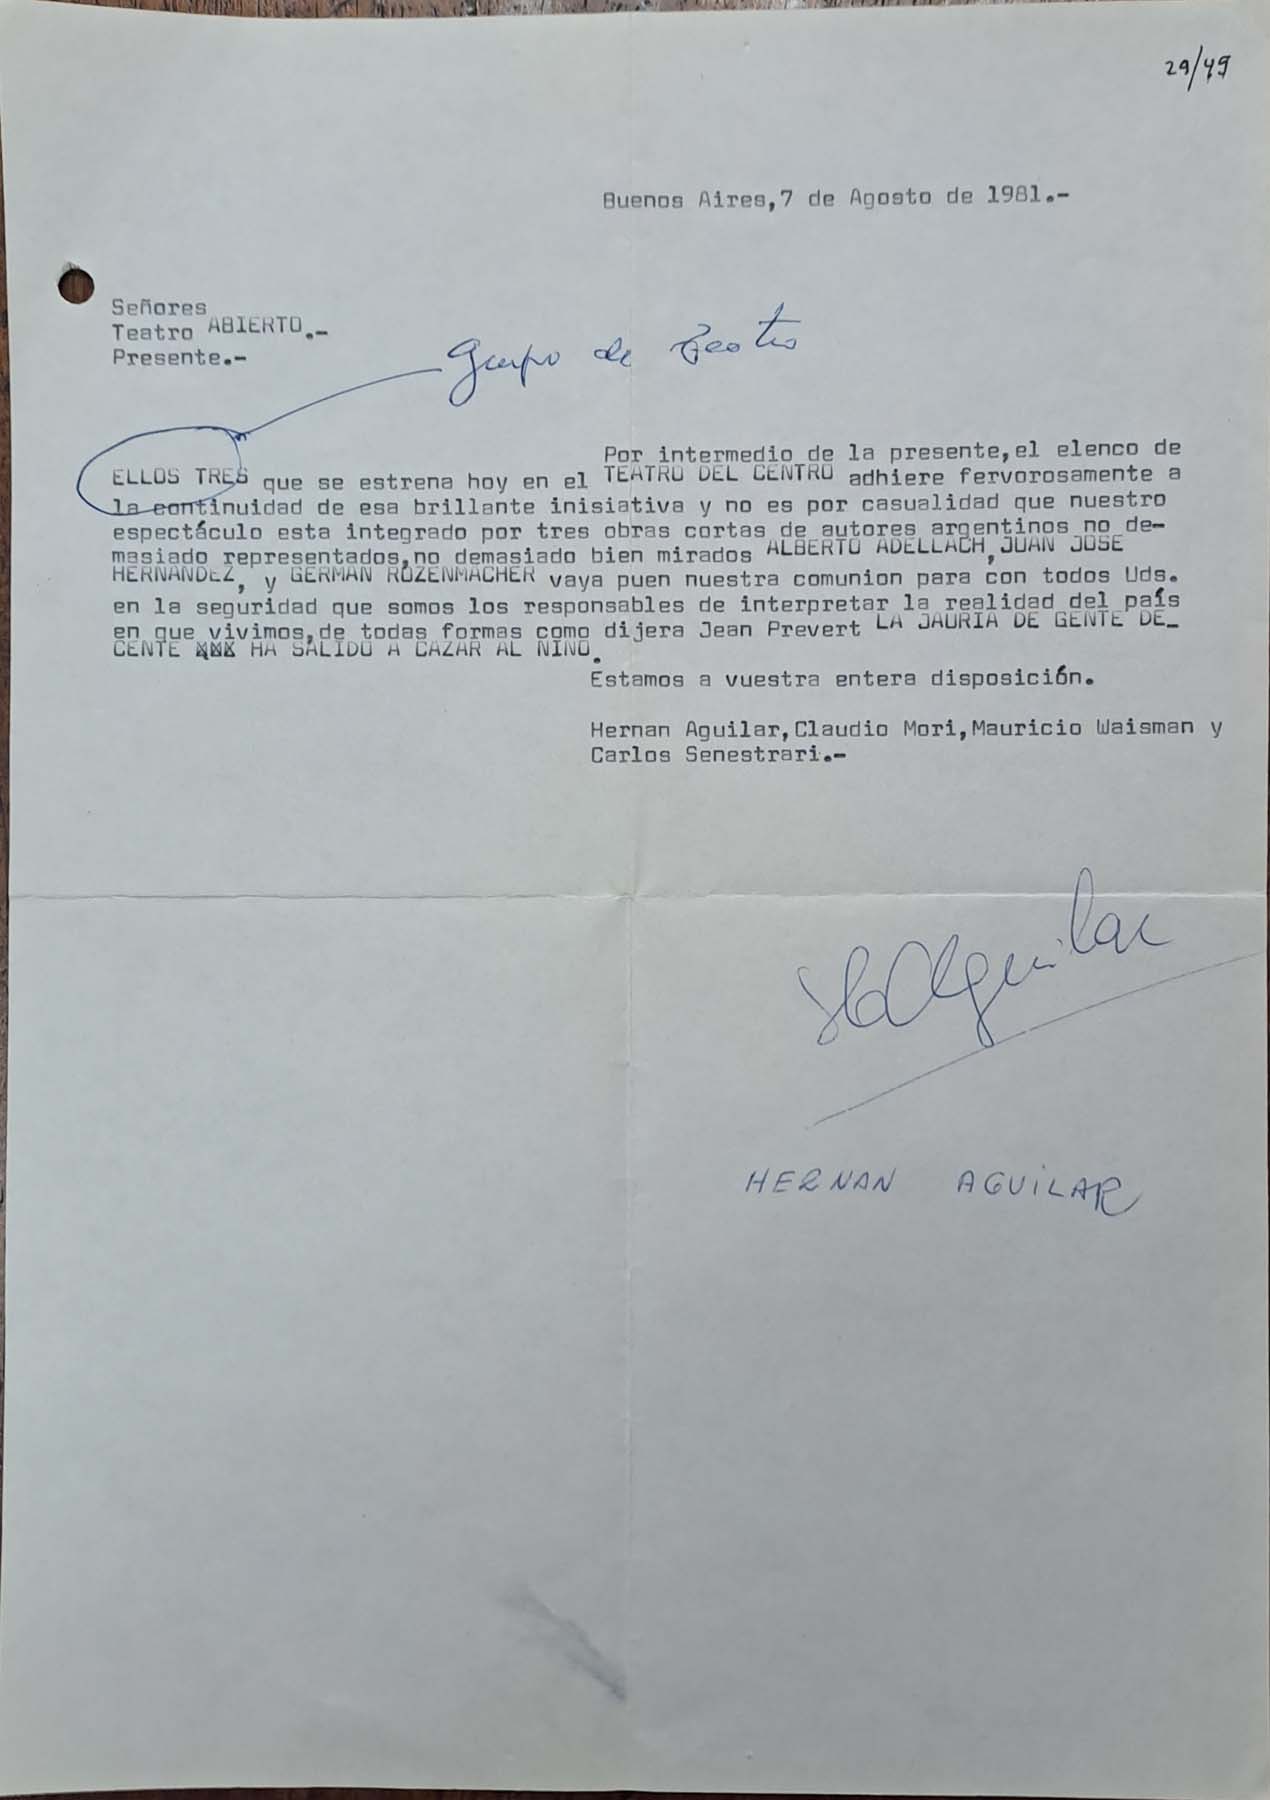 29/49
Buenos Aires,7 de Agosto de 1981.-
Señores
Teatro ABIERTO.-
Presente.-
Grupo de Teatro
Por intermedio de la presente,el elenco de
ELLOS TRES que se estrena hoy en el TEATRO DEL CENTRO adhiere fervorosamente a
la continuidad de esa brillante inisiativa y no es por casualidad que nuestro
espectáculo esta integrado por tres obras cortas de autores argentinos no de-
masiado representados,no demasiado bien mirados ALBERTO ADELLACH,JUAN JOSE
HERNANDEZ, y GERMAN ROZENMACHER vaya puen nuestra comunion para con todos Uds.
en la seguridad que somos los responsables de interpretar la realidad del país
en que vivimos,de todas formas como dijera Jean Prevert LA JAURIA DE GENTE DE_
CENTE XXX HA SALIDO A CAZAR AL NINO.
Estamos a vuestra entera disposición.
Hernan Aguilar,Claudio Mori,Mauricio Waisman y
Carlos Senestrari.-
HAguilar
HERNAN AGUILAR